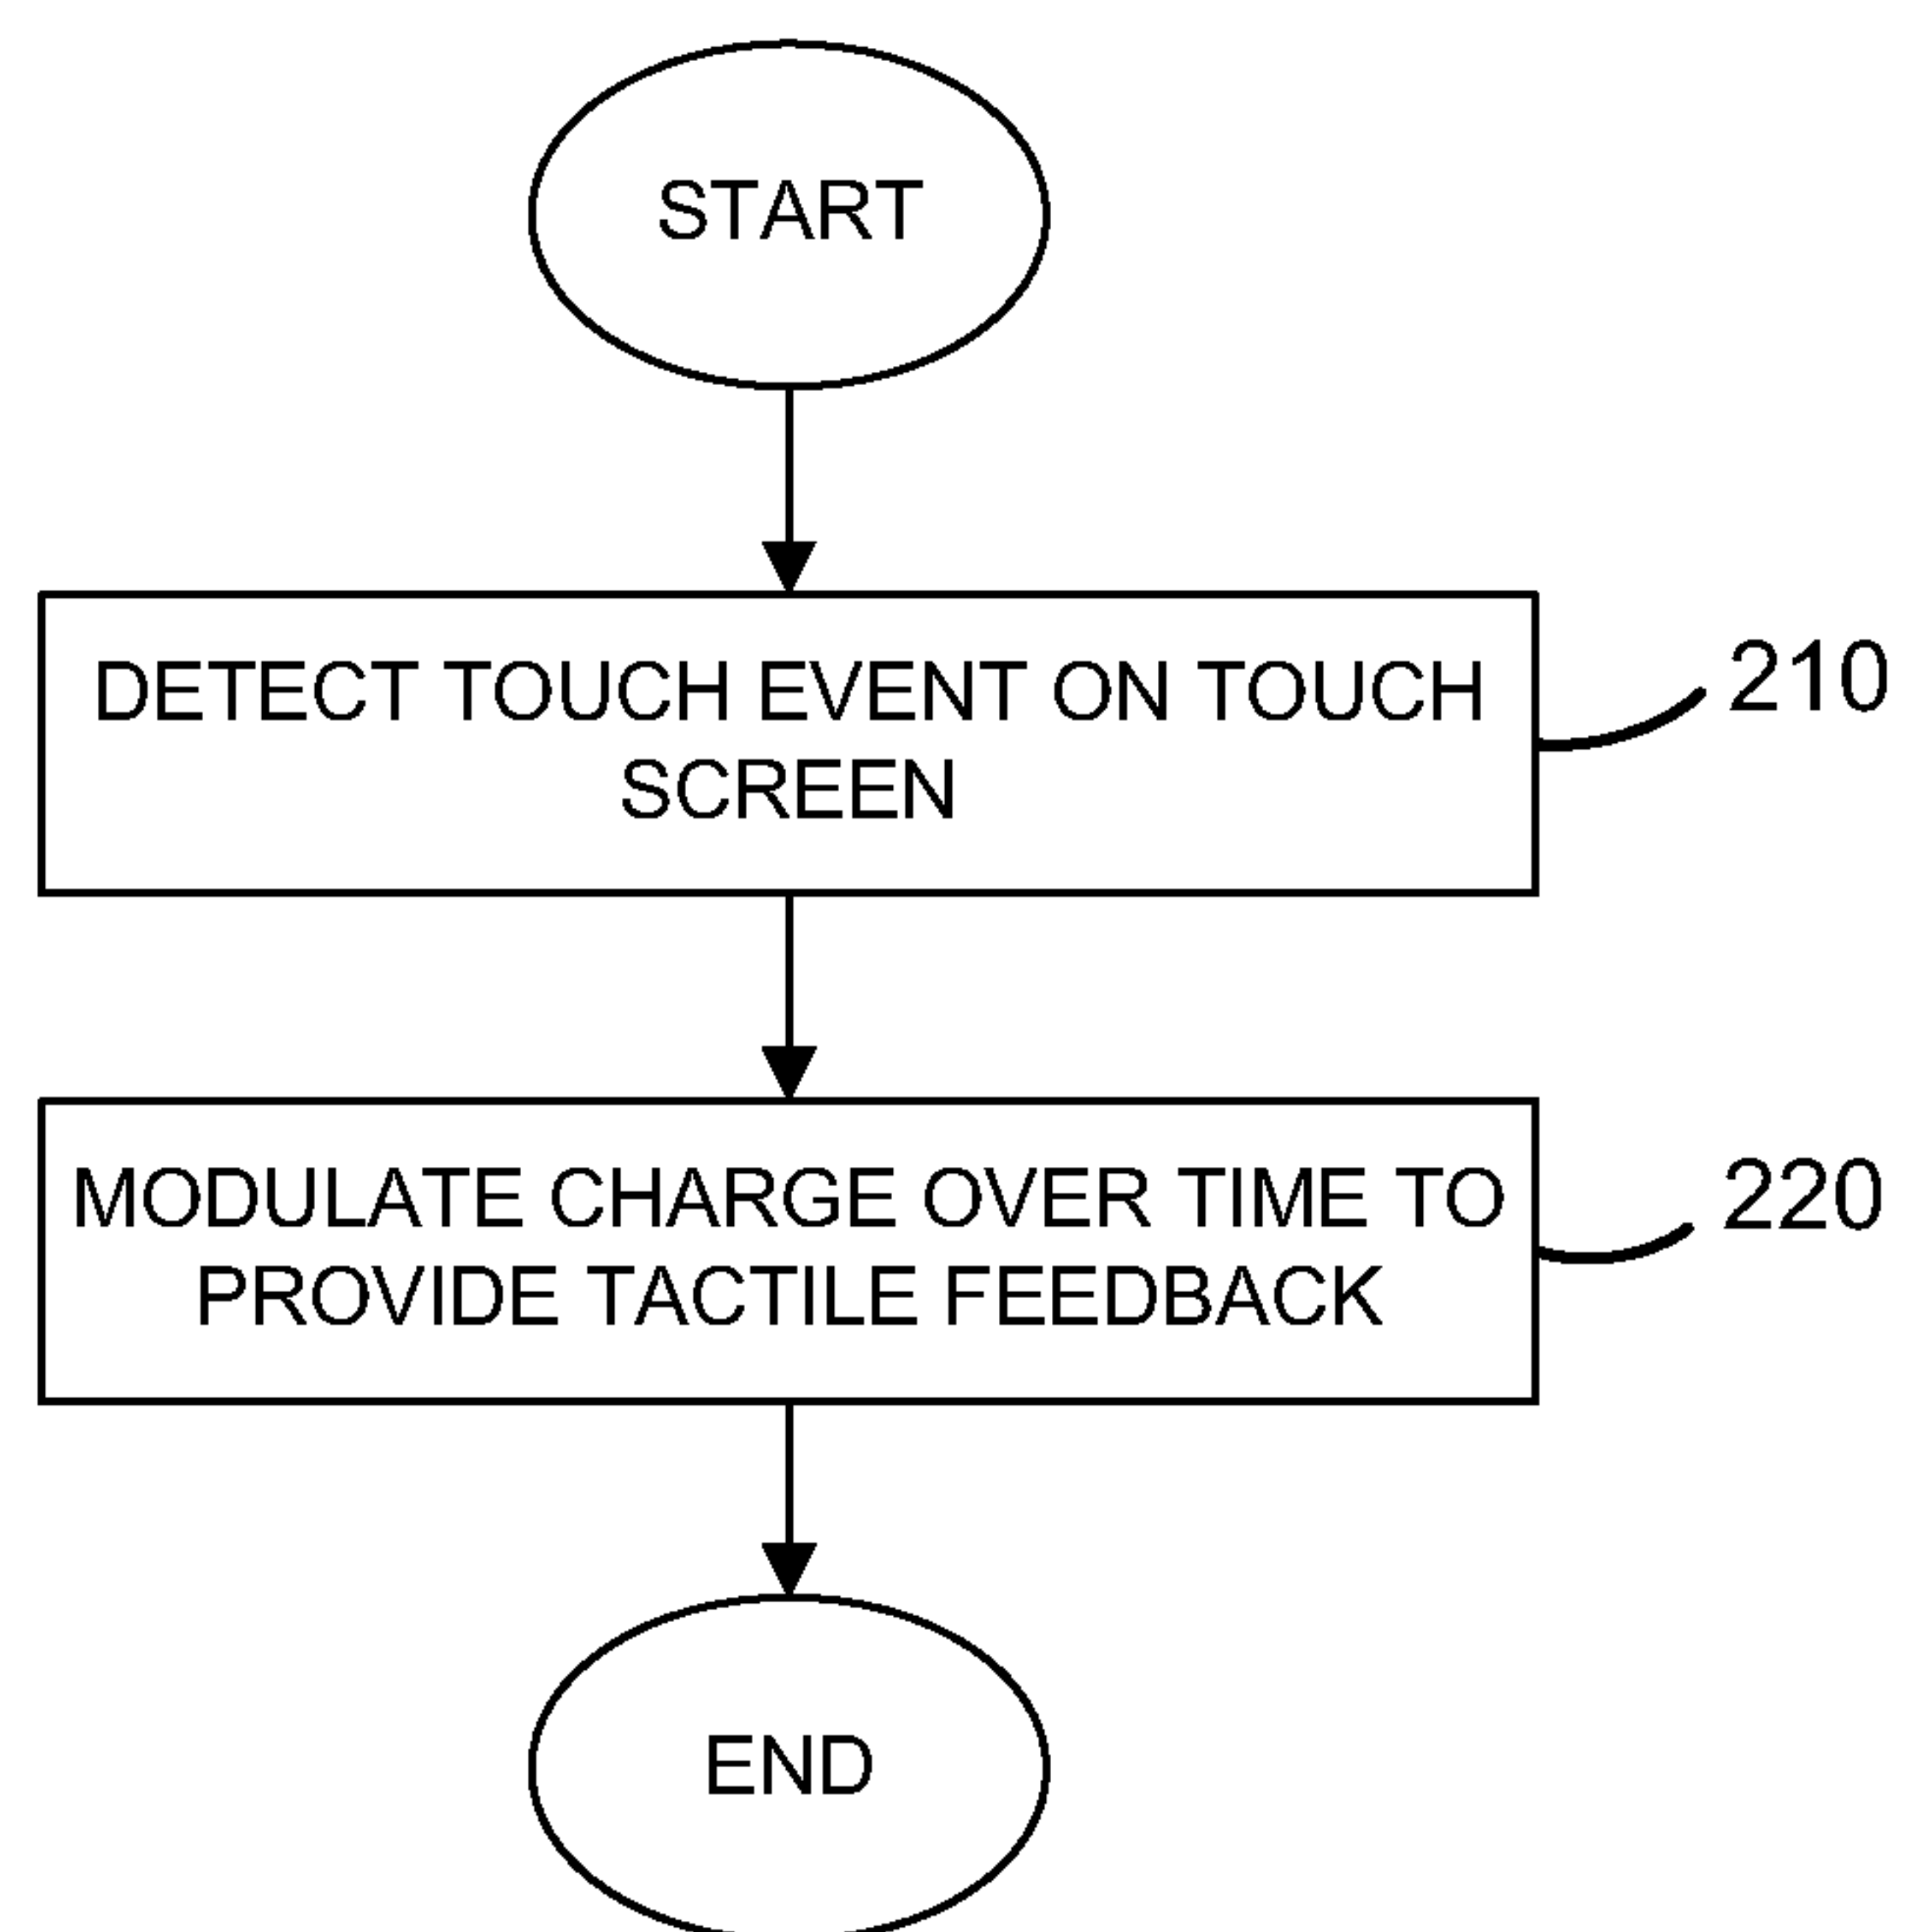 START
DETECT TOUCH EVENT ON TOUCH
SCREEN
210
MODULATE CHARGE OVER TIME TO
PROVIDE TACTILE FEEDBACK
220
END